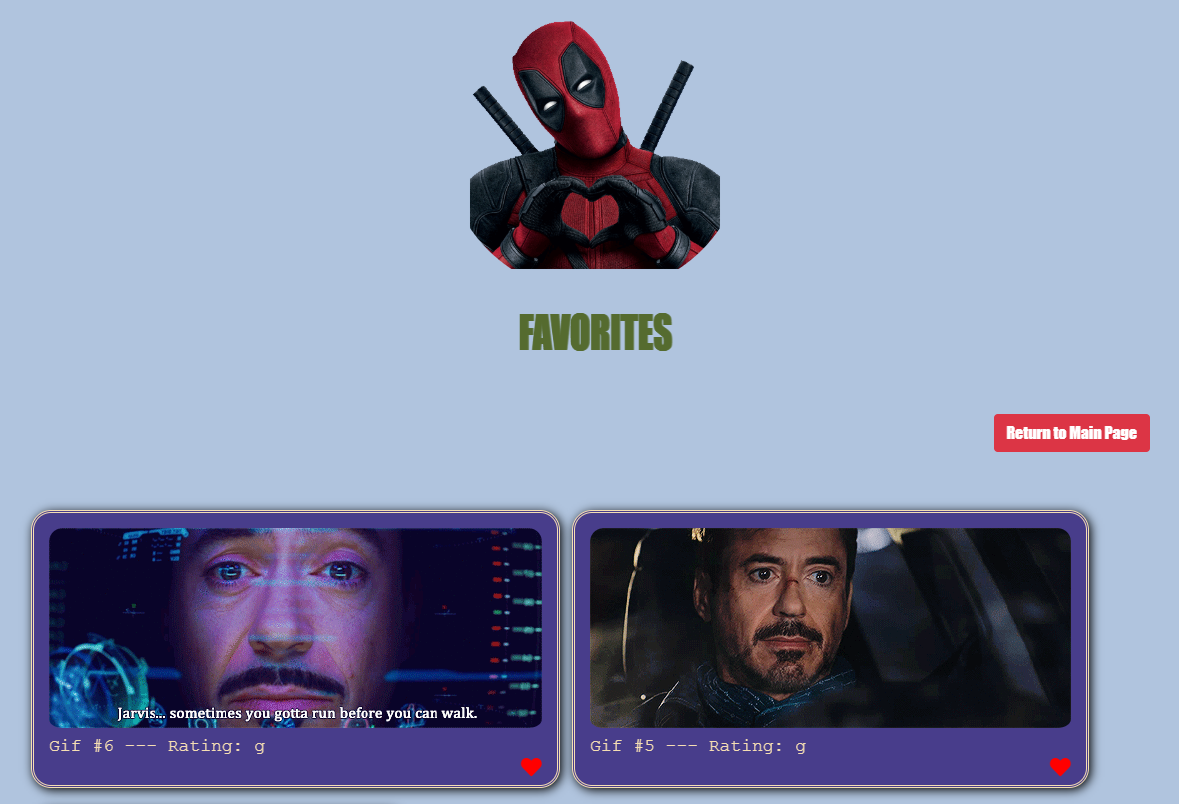 FAVORITES
Return to Main Page
Jarvis... sometimes you gotta run before you can walk.
Gif #6 --- Rating: g
Gif #5 --- Rating: g